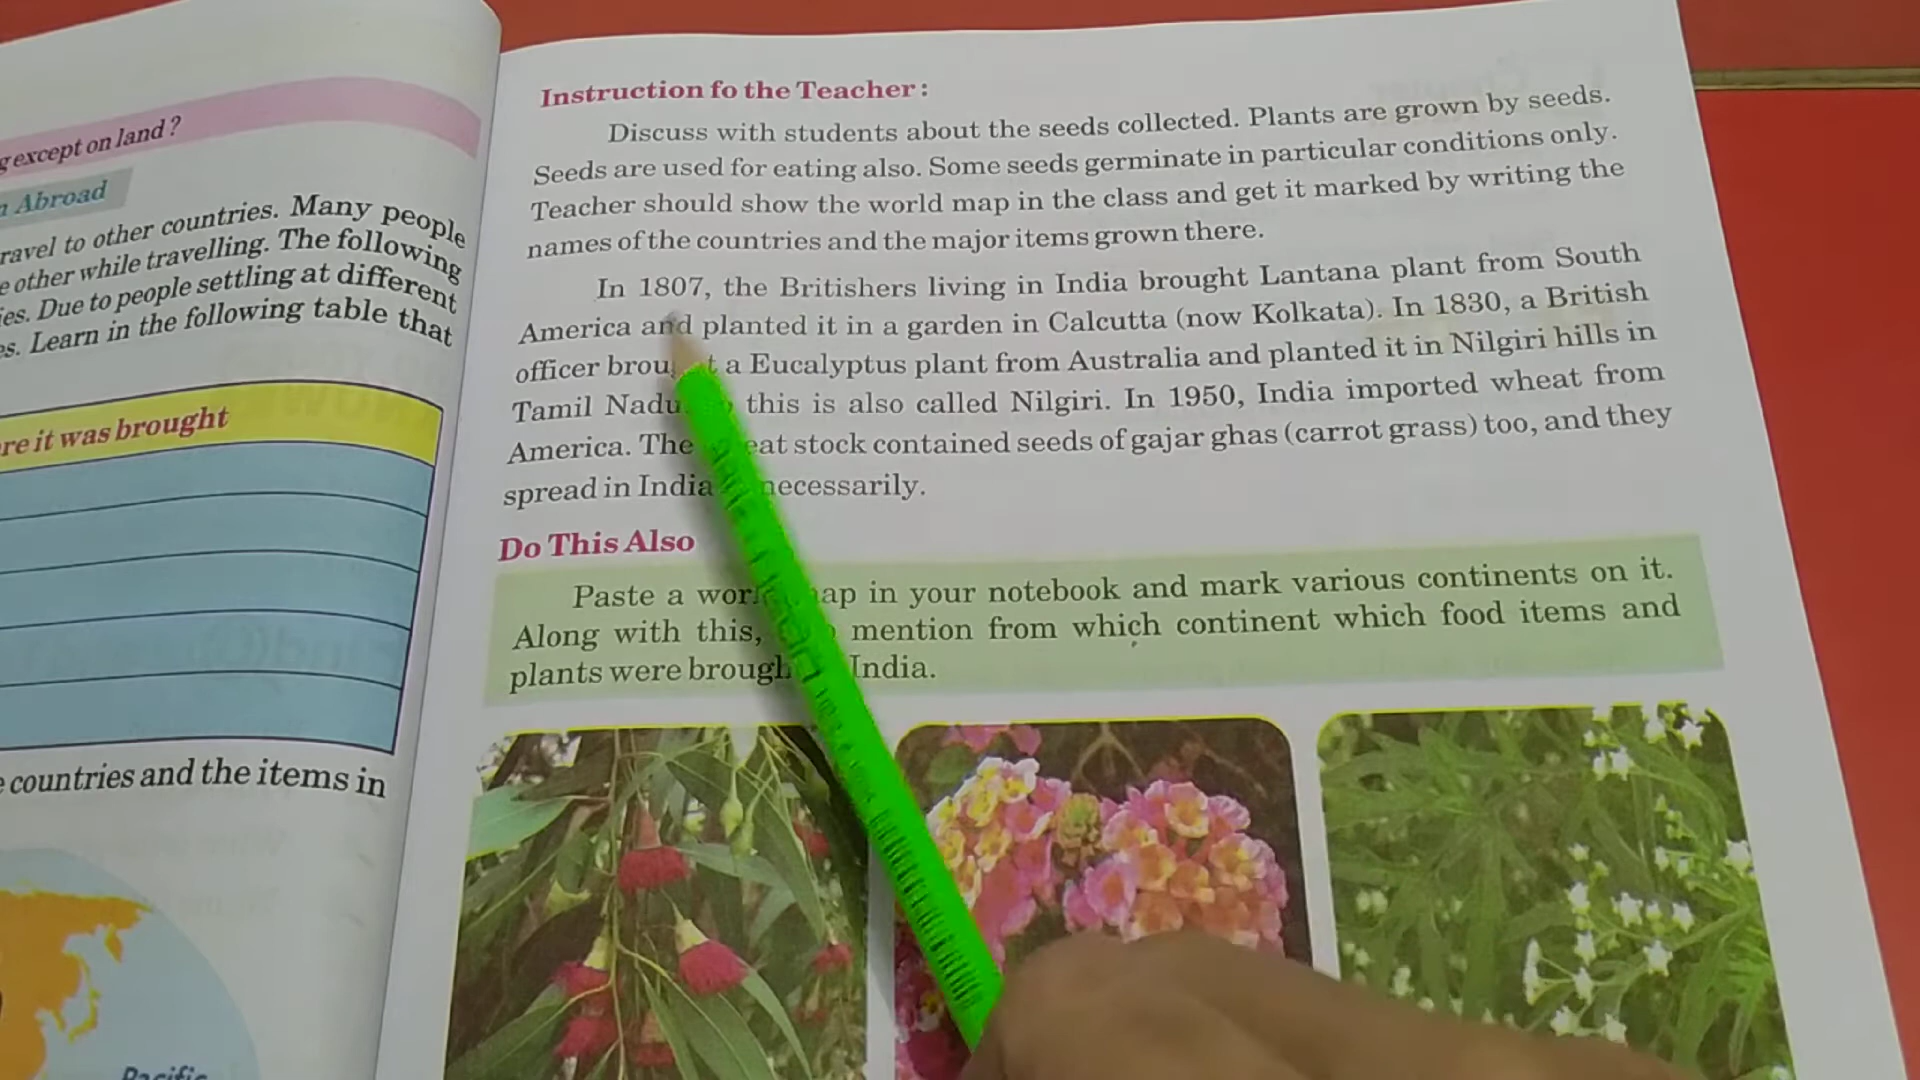 g except on land ?
n Abroad
ravel to other countries. Many people
e other while travelling. The following
ies. Due to people settling at different
s. Learn in the following table that
re it was brought
countries and the items in
Pacific
Instruction fo the Teacher :
Discuss with students about the seeds collected. Plants are grown by seeds.
Seeds are used for eating also. Some seeds germinate in particular conditions only.
Teacher should show the world map in the class and get it marked by writing the
names of the countries and the major items grown there.
In 1807, the Britishers living in India brought Lantana plant from South
America and planted it in a garden in Calcutta (now Kolkata). In 1830, a British
officer brou t a Eucalyptus plant from Australia and planted it in Nilgiri hills in
Tamil Nadu. this is also called Nilgiri. In 1950, India imported wheat from
America. The eat stock contained seeds of gajar ghas (carrot grass) too, and they
spread in India necessarily.
Do This Also
Paste a wor ap in your notebook and mark various continents on it.
Along with this, mention from which continent which food items and
plants were brough India.